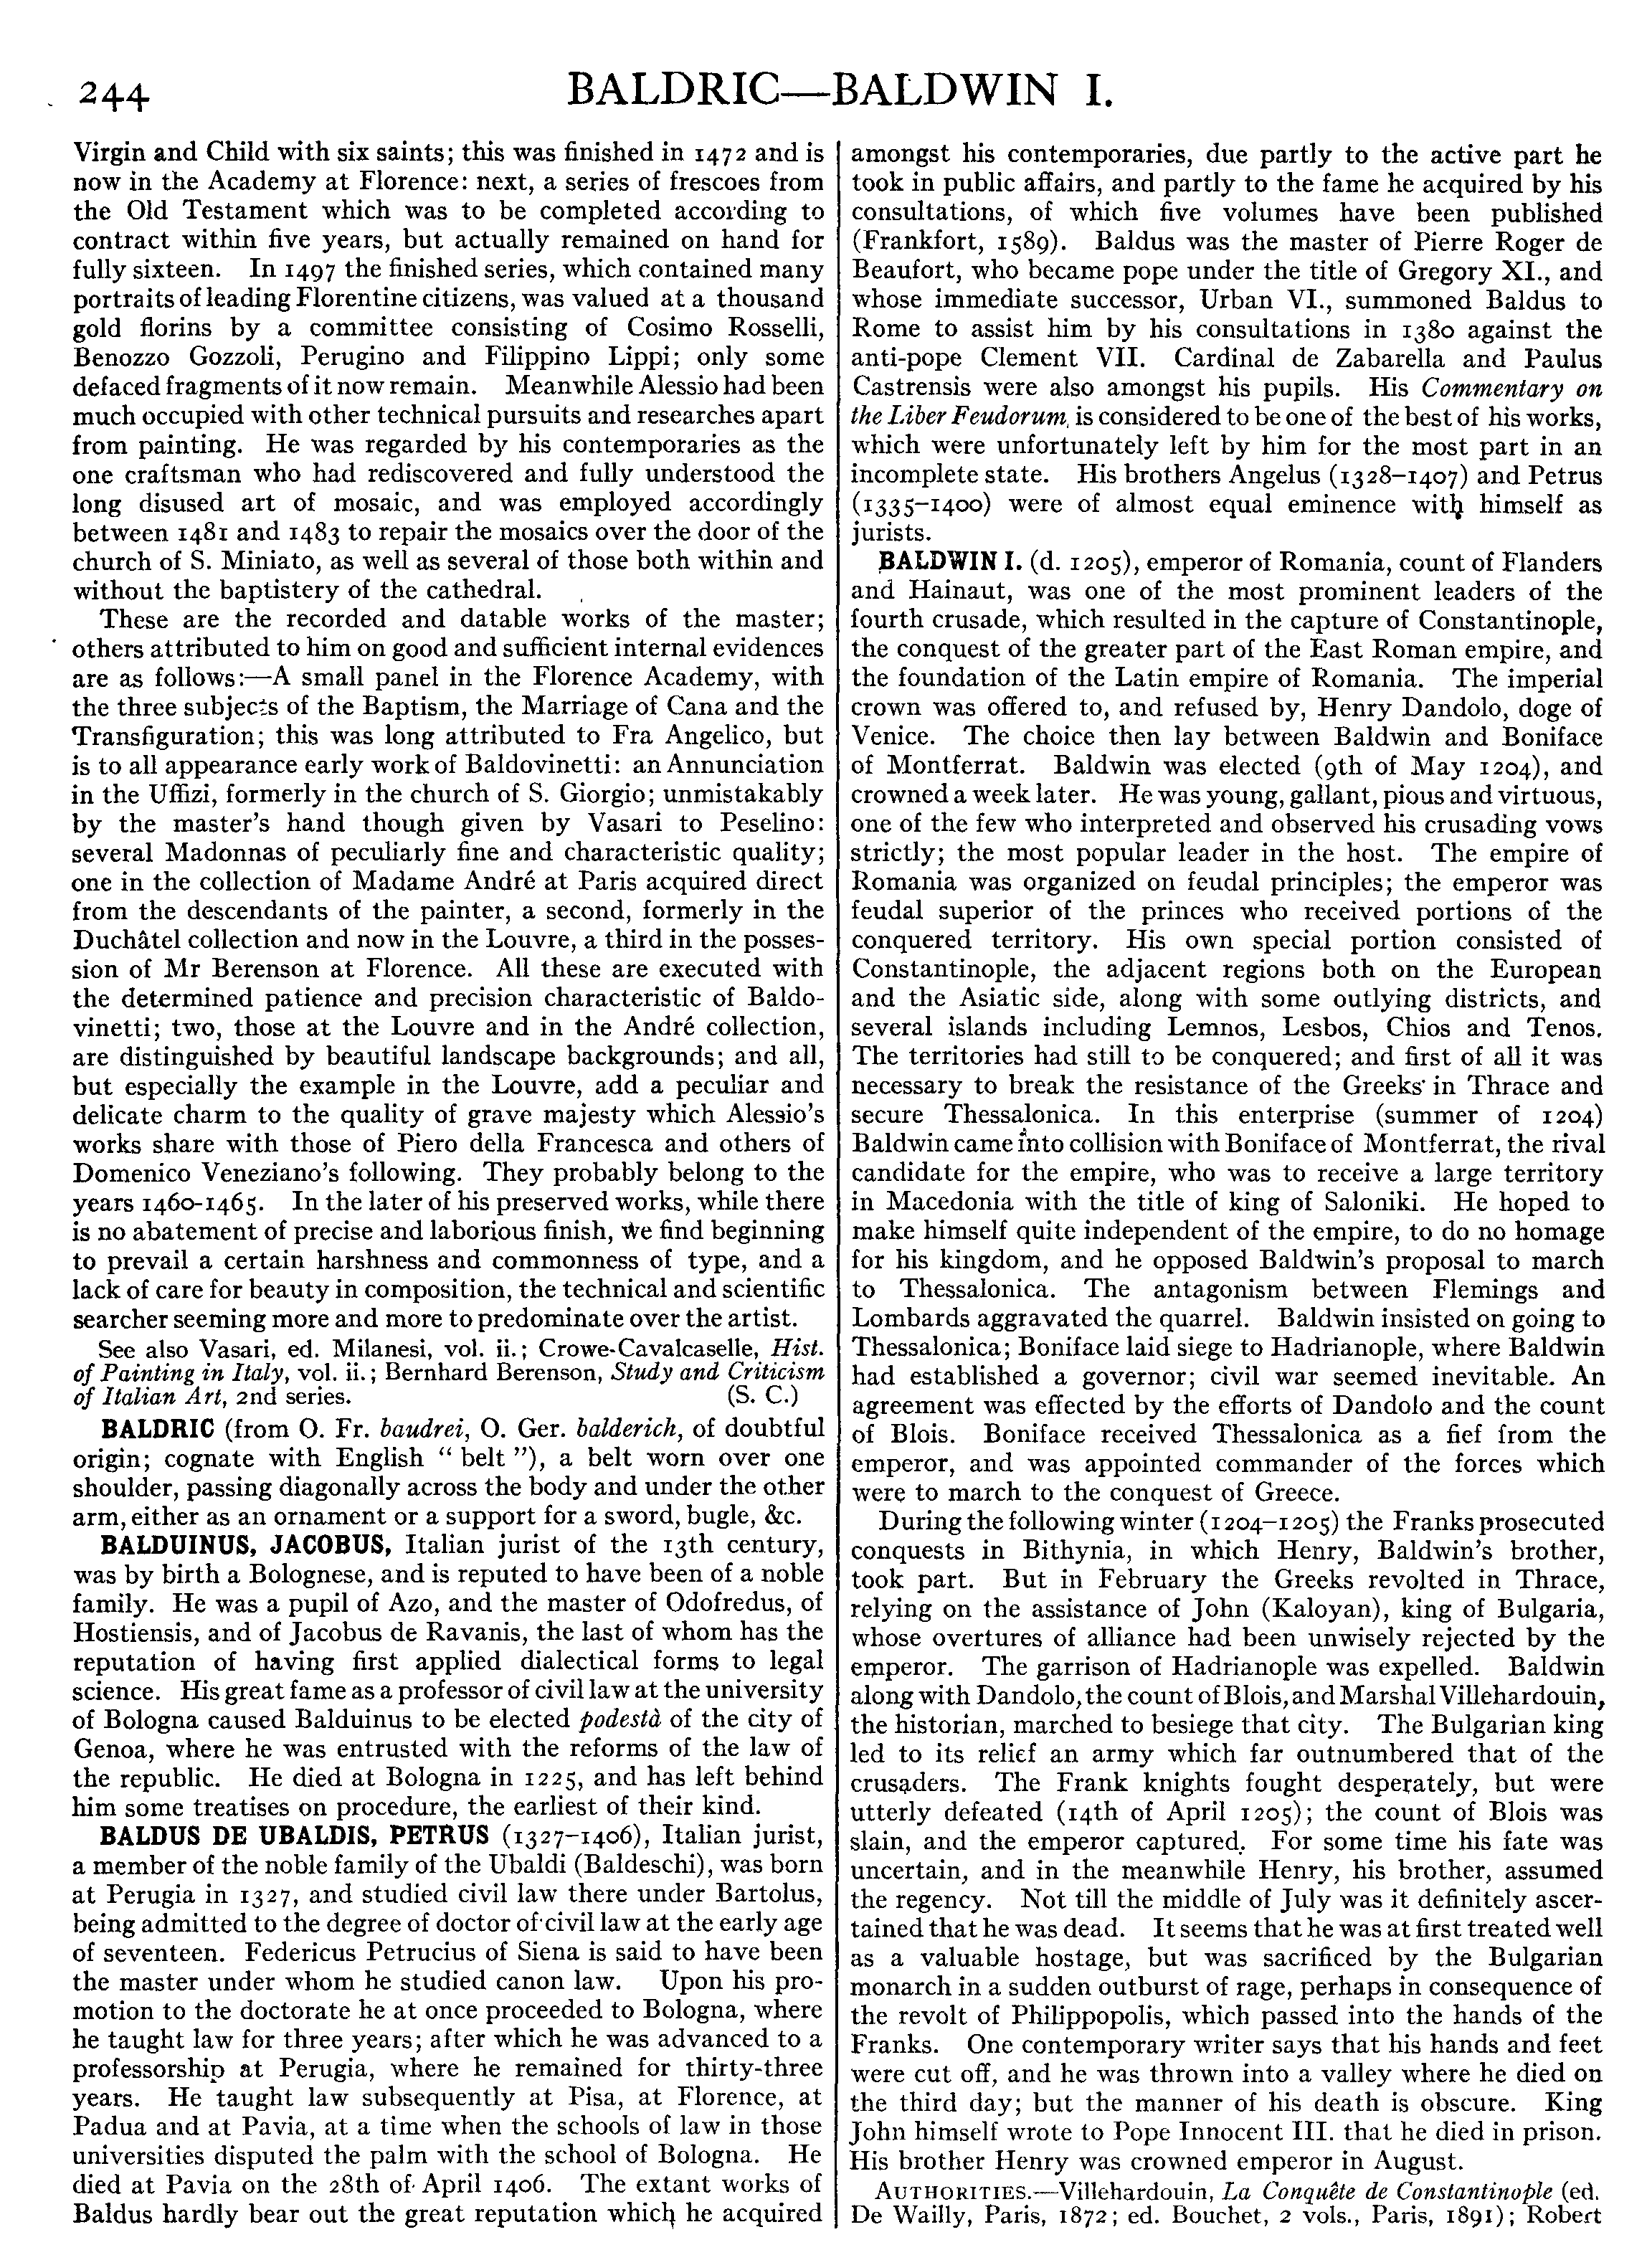 244
BALDRIC—BALDWIN I.
Virgin and Child with six saints; this was finished in 1472 and is
now in the Academy at Florence: next, a series of frescoes from
the Old Testament which was to be completed according to
contract within five years, but actually remained on hand for
fully sixteen. In 1497 the finished series, which contained many
portraits of leading Florentine citizens, was valued at a thousand
gold florins by a committee consisting of Cosimo Rosselli,
Benozzo Gozzoli, Perugino and Filippino Lippi; only some
defaced fragments of it now remain. Meanwhile Alessio had been
much occupied with other technical pursuits and researches apart
from painting. He was regarded by his contemporaries as the
one craftsman who had rediscovered and fully understood the
long disused art of mosaic, and was employed accordingly
between 1481 and 1483 to repair the mosaics over the door of the
church of S. Miniato, as well as several of those both within and
without the baptistery of the cathedral.
These are the recorded and datable works of the master;
others attributed to him on good and sufficient internal evidences
are as follows:—A small panel in the Florence Academy, with
the three subjects of the Baptism, the Marriage of Cana and the
Transfiguration; this was long attributed to Fra Angelico, but
is to all appearance early work of Baldovinetti: an Annunciation
in the Uffizi, formerly in the church of S. Giorgio; unmistakably
by the master's hand though given by Vasari to Peselino:
several Madonnas of peculiarly fine and characteristic quality;
one in the collection of Madame André at Paris acquired direct
from the descendants of the painter, a second, formerly in the
Duchâtel collection and now in the Louvre, a third in the posses-
sion of Mr Berenson at Florence. All these are executed with
the determined patience and precision characteristic of Baldo-
vinetti; two, those at the Louvre and in the André collection,
are distinguished by beautiful landscape backgrounds; and all,
but especially the example in the Louvre, add a peculiar and
delicate charm to the quality of grave majesty which Alessio's
works share with those of Piero della Francesca and others of
Domenico Veneziano's following. They probably belong to the
years 1460-1465. In the later of his preserved works, while there
is no abatement of precise and laborious finish, we find beginning
to prevail a certain harshness and commonness of type, and a
lack of care for beauty in composition, the technical and scientific
searcher seeming more and more to predominate over the artist.
See also Vasari, ed. Milanesi, vol. ii.; Crowe-Cavalcaselle, Hist.
of Painting in Italy, vol. ii.; Bernhard Berenson, Study and Criticism
of Italian Art, 2nd series. (S. C.)
BALDRIC (from O. Fr. baudrei, O. Ger. balderich, of doubtful
origin; cognate with English “ belt ”), a belt worn over one
shoulder, passing diagonally across the body and under the other
arm, either as an ornament or a support for a sword, bugle, &c.
BALDUINUS, JACOBUS, Italian jurist of the 13th century,
was by birth a Bolognese, and is reputed to have been of a noble
family. He was a pupil of Azo, and the master of Odofredus, of
Hostiensis, and of Jacobus de Ravanis, the last of whom has the
reputation of having first applied dialectical forms to legal
science. His great fame as a professor of civil law at the university
of Bologna caused Balduinus to be elected podestà of the city of
Genoa, where he was entrusted with the reforms of the law of
the republic. He died at Bologna in 1225, and has left behind
him some treatises on procedure, the earliest of their kind.
BALDUS DE UBALDIS, PETRUS (1327–1406), Italian jurist,
a member of the noble family of the Ubaldi (Baldeschi), was born
at Perugia in 1327, and studied civil law there under Bartolus,
being admitted to the degree of doctor of civil law at the early age
of seventeen. Federicus Petrucius of Siena is said to have been
the master under whom he studied canon law. Upon his pro-
motion to the doctorate he at once proceeded to Bologna, where
he taught law for three years; after which he was advanced to a
professorship at Perugia, where he remained for thirty-three
years. He taught law subsequently at Pisa, at Florence, at
Padua and at Pavia, at a time when the schools of law in those
universities disputed the palm with the school of Bologna. He
died at Pavia on the 28th of April 1406. The extant works of
Baldus hardly bear out the great reputation which he acquired
amongst his contemporaries, due partly to the active part he
took in public affairs, and partly to the fame he acquired by his
consultations, of which five volumes have been published
(Frankfort, 1589). Baldus was the master of Pierre Roger de
Beaufort, who became pope under the title of Gregory XI., and
whose immediate successor, Urban VI., summoned Baldus to
Rome to assist him by his consultations in 1380 against the
anti-pope Clement VII. Cardinal de Zabarella and Paulus
Castrensis were also amongst his pupils. His Commentary on
the Liber Feudorum, is considered to be one of the best of his works,
which were unfortunately left by him for the most part in an
incomplete state. His brothers Angelus (1328–1407) and Petrus
(1335–1400) were of almost equal eminence with himself as
jurists.
BALDWIN I. (d. 1205), emperor of Romania, count of Flanders
and Hainaut, was one of the most prominent leaders of the
fourth crusade, which resulted in the capture of Constantinople,
the conquest of the greater part of the East Roman empire, and
the foundation of the Latin empire of Romania. The imperial
crown was offered to, and refused by, Henry Dandolo, doge of
Venice. The choice then lay between Baldwin and Boniface
of Montferrat. Baldwin was elected (9th of May 1204), and
crowned a week later. He was young, gallant, pious and virtuous,
one of the few who interpreted and observed his crusading vows
strictly; the most popular leader in the host. The empire of
Romania was organized on feudal principles; the emperor was
feudal superior of the princes who received portions of the
conquered territory. His own special portion consisted of
Constantinople, the adjacent regions both on the European
and the Asiatic side, along with some outlying districts, and
several islands including Lemnos, Lesbos, Chios and Tenos.
The territories had still to be conquered; and first of all it was
necessary to break the resistance of the Greeks in Thrace and
secure Thessalonica. In this enterprise (summer of 1204)
Baldwin came into collision with Boniface of Montferrat, the rival
candidate for the empire, who was to receive a large territory
in Macedonia with the title of king of Saloniki. He hoped to
make himself quite independent of the empire, to do no homage
for his kingdom, and he opposed Baldwin's proposal to march
to Thessalonica. The antagonism between Flemings and
Lombards aggravated the quarrel. Baldwin insisted on going to
Thessalonica; Boniface laid siege to Hadrianople, where Baldwin
had established a governor; civil war seemed inevitable. An
agreement was effected by the efforts of Dandolo and the count
of Blois. Boniface received Thessalonica as a fief from the
emperor, and was appointed commander of the forces which
were to march to the conquest of Greece.
During the following winter (1204–1205) the Franks prosecuted
conquests in Bithynia, in which Henry, Baldwin's brother,
took part. But in February the Greeks revolted in Thrace,
relying on the assistance of John (Kaloyan), king of Bulgaria,
whose overtures of alliance had been unwisely rejected by the
emperor. The garrison of Hadrianople was expelled. Baldwin
along with Dandolo, the count of Blois, and Marshal Villehardouin,
the historian, marched to besiege that city. The Bulgarian king
led to its relief an army which far outnumbered that of the
crusaders. The Frank knights fought desperately, but were
utterly defeated (14th of April 1205); the count of Blois was
slain, and the emperor captured. For some time his fate was
uncertain, and in the meanwhile Henry, his brother, assumed
the regency. Not till the middle of July was it definitely ascer-
tained that he was dead. It seems that he was at first treated well
as a valuable hostage, but was sacrificed by the Bulgarian
monarch in a sudden outburst of rage, perhaps in consequence of
the revolt of Philippopolis, which passed into the hands of the
Franks. One contemporary writer says that his hands and feet
were cut off, and he was thrown into a valley where he died on
the third day; but the manner of his death is obscure. King
John himself wrote to Pope Innocent III. that he died in prison.
His brother Henry was crowned emperor in August.
AUTHORITIES.—Villehardouin, La Conquête de Constantinople (ed.
De Wailly, Paris, 1872; ed. Bouchet, 2 vols., Paris, 1891); Robert